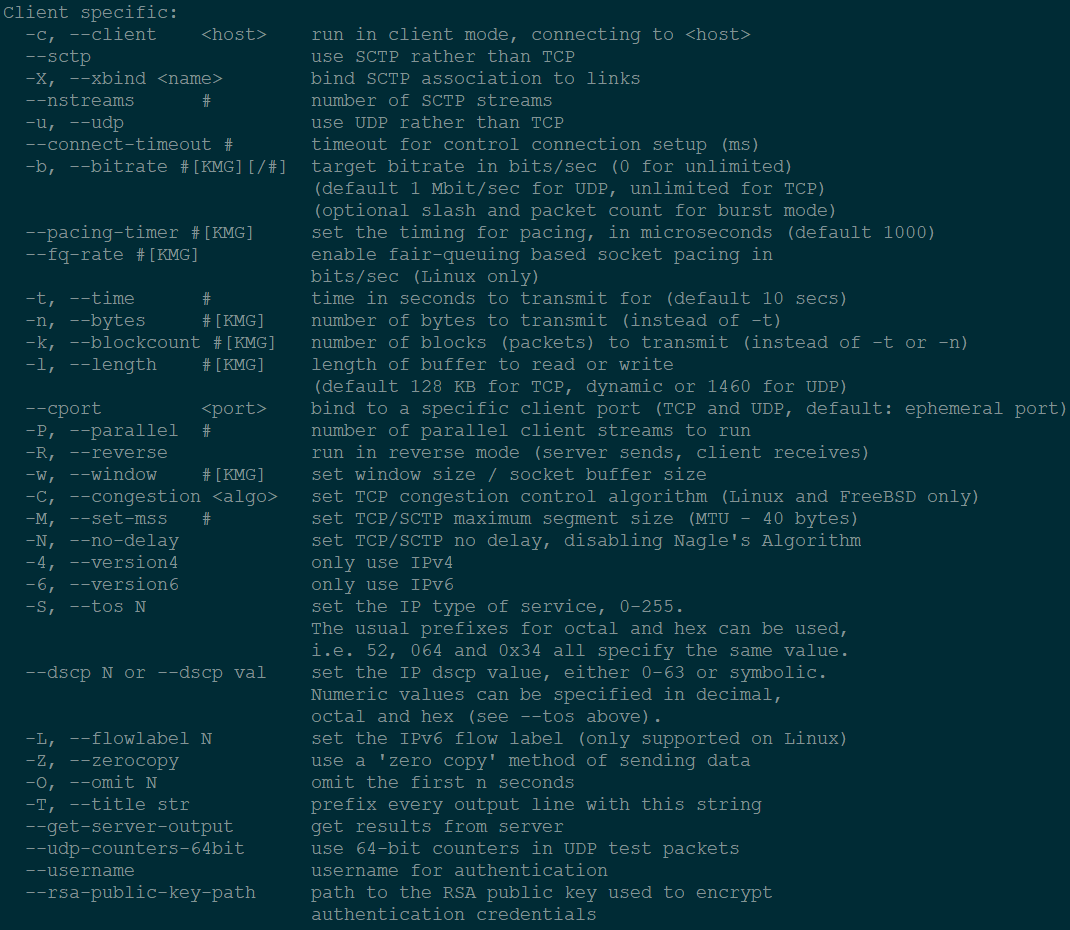 Client specific:
  -c, --client    <host>    run in client mode, connecting to <host>
  --sctp                    use SCTP rather than TCP
  -X, --xbind <name>        bind SCTP association to links
  --nstreams      #         number of SCTP streams
  -u, --udp                 use UDP rather than TCP
  --connect-timeout #       timeout for control connection setup (ms)
  -b, --bitrate #[KMG][/#]  target bitrate in bits/sec (0 for unlimited)
                            (default 1 Mbit/sec for UDP, unlimited for TCP)
                            (optional slash and packet count for burst mode)
  --pacing-timer #[KMG]     set the timing for pacing, in microseconds (default 1000)
  --fq-rate #[KMG]          enable fair-queuing based socket pacing in
                            bits/sec (Linux only)
  -t, --time      #         time in seconds to transmit for (default 10 secs)
  -n, --bytes     #[KMG]    number of bytes to transmit (instead of -t)
  -k, --blockcount #[KMG]   number of blocks (packets) to transmit (instead of -t or -n)
  -l, --length    #[KMG]    length of buffer to read or write
                            (default 128 KB for TCP, dynamic or 1460 for UDP)
  --cport         <port>    bind to a specific client port (TCP and UDP, default: ephemeral port)
  -P, --parallel  #         number of parallel client streams to run
  -R, --reverse             run in reverse mode (server sends, client receives)
  -w, --window    #[KMG]    set window size / socket buffer size
  -C, --congestion <algo>   set TCP congestion control algorithm (Linux and FreeBSD only)
  -M, --set-mss   #         set TCP/SCTP maximum segment size (MTU - 40 bytes)
  -N, --no-delay            set TCP/SCTP no delay, disabling Nagle's Algorithm
  -4, --version4            only use IPv4
  -6, --version6            only use IPv6
  -S, --tos N               set the IP type of service, 0-255.
                            The usual prefixes for octal and hex can be used,
                            i.e. 52, 064 and 0x34 all specify the same value.
  --dscp N or --dscp val    set the IP dscp value, either 0-63 or symbolic.
                            Numeric values can be specified in decimal,
                            octal and hex (see --tos above).
  -L, --flowlabel N         set the IPv6 flow label (only supported on Linux)
  -Z, --zerocopy            use a 'zero copy' method of sending data
  -O, --omit N              omit the first n seconds
  -T, --title str           prefix every output line with this string
  --get-server-output       get results from server
  --udp-counters-64bit      use 64-bit counters in UDP test packets
  --username                username for authentication
  --rsa-public-key-path     path to the RSA public key used to encrypt
                            authentication credentials